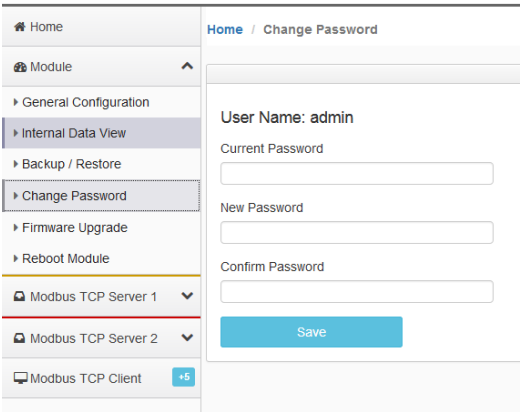 Home
Module
General Configuration
Internal Data View
Backup / Restore
Change Password
Firmware Upgrade
Reboot Module
Modbus TCP Server 1
Modbus TCP Server 2
Modbus TCP Client +5
Home / Change Password
User Name: admin
Current Password
New Password
Confirm Password
Save